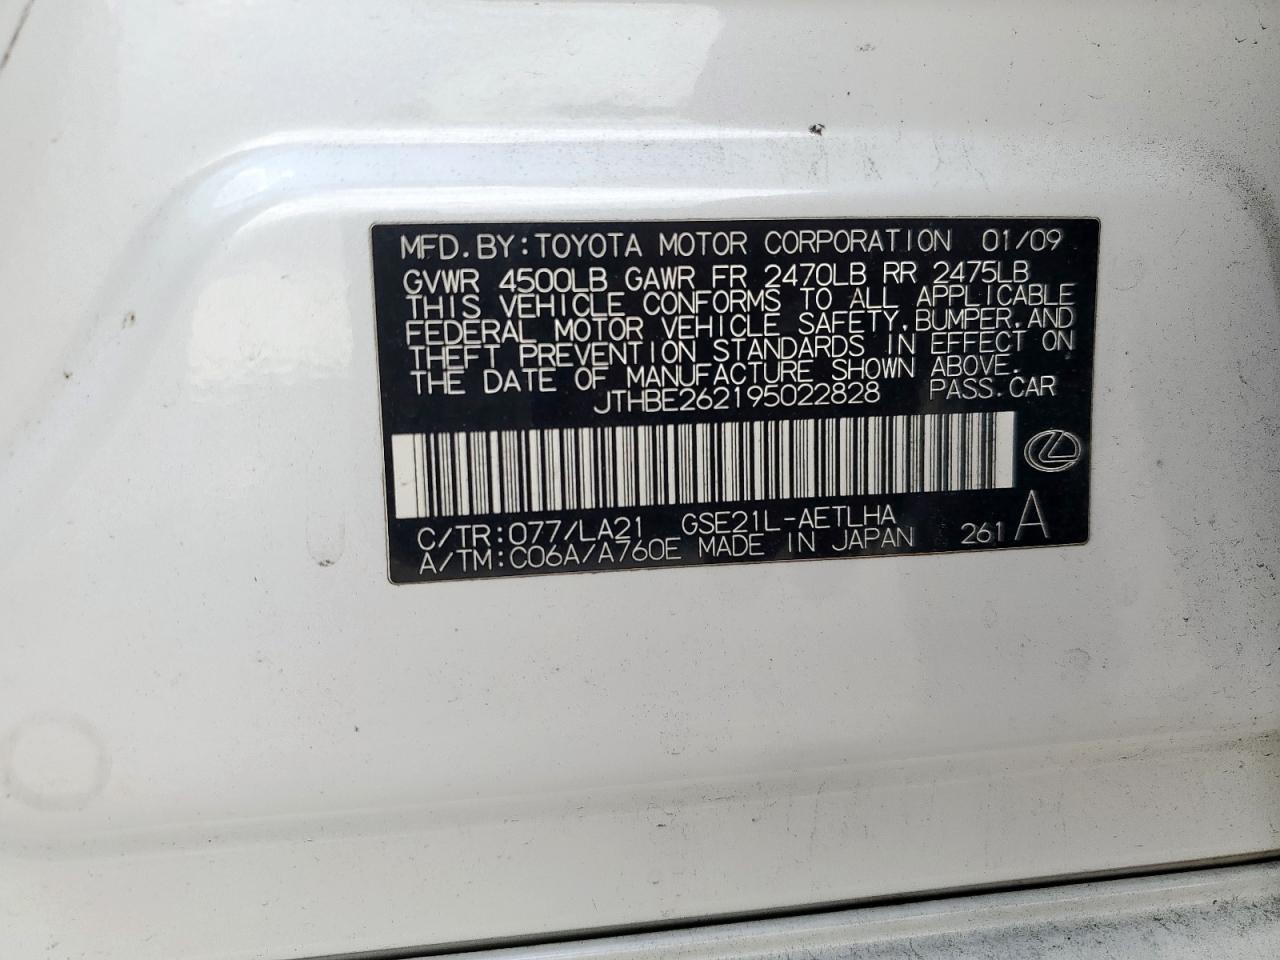 MFD.BY:TOYOTA MOTOR CORPORATION 01/09
GVWR 4500LB GAWR FR 2470LB RR 2475LB
THIS VEHICLE CONFORMS TO ALL APPLICABLE
FEDERAL MOTOR VEHICLE SAFETY,BUMPER,AND
THEFT PREVENTION STANDARDS IN EFFECT ON
THE DATE OF MANUFACTURE SHOWN ABOVE.
JTHBE262195022828 PASS.CAR
C/TR:077/LA21 GSE21L-AETLHA
A/TM:C06A/A760E MADE IN JAPAN 261 A